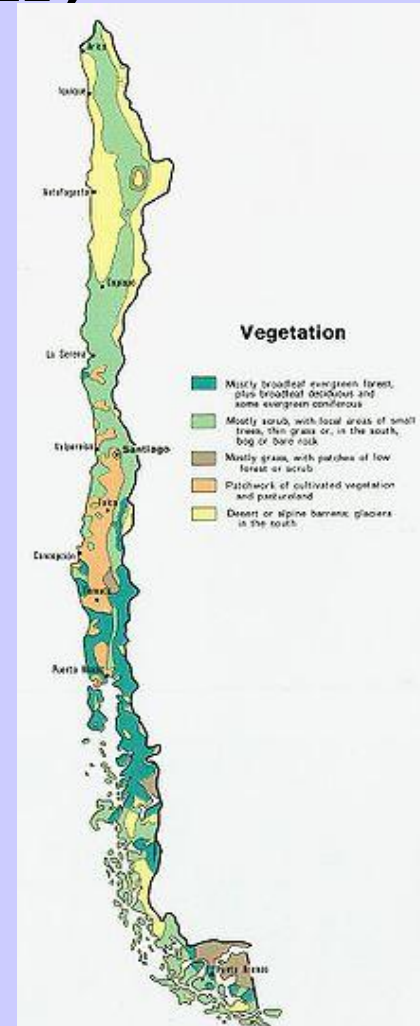 Arica
Iquique
Antofagasta
Copiapó
Vegetation
La Serena
Mostly broadleaf evergreen forest,
plus broadleaf deciduous and
some evergreen coniferous
Mostly scrub, with local areas of small
trees, thin grass or, in the south,
bog or bare rock
Valparaíso
Santiago
Mostly grass, with patches of low
forest or scrub
Patchwork of cultivated vegetation
and pastureland
Talca
Desert or alpine barrens; glaciers
in the south
Concepción
Temuco
Puerto Montt
Punta Arenas